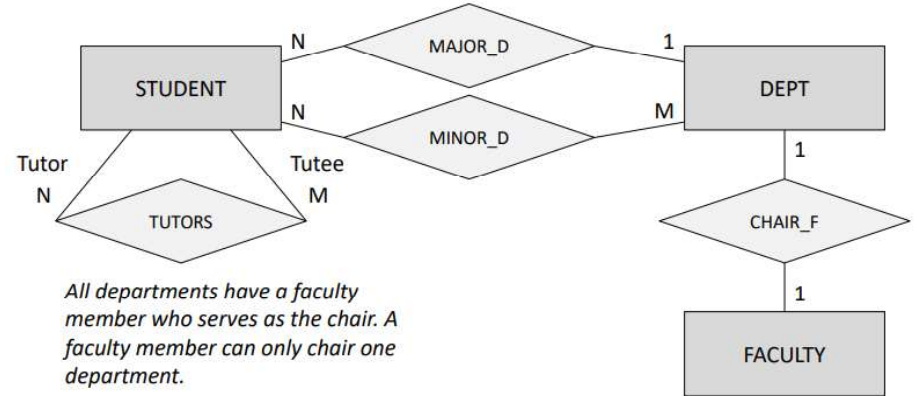 N MAJOR_D 1
STUDENT DEPT
N MINOR_D M
Tutor Tutee 1
N M
TUTORS CHAIR_F
All departments have a faculty
member who serves as the chair. A
faculty member can only chair one
department.
1
FACULTY